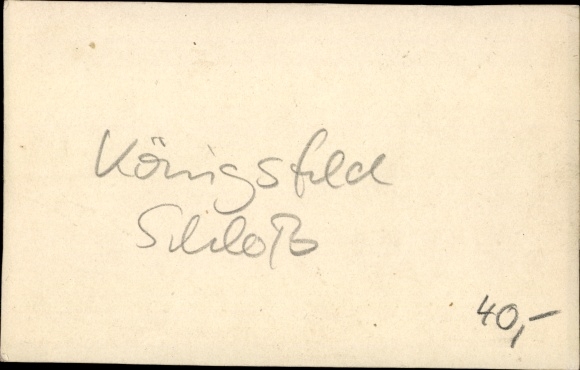 Königsfeld
Schloß
40,-